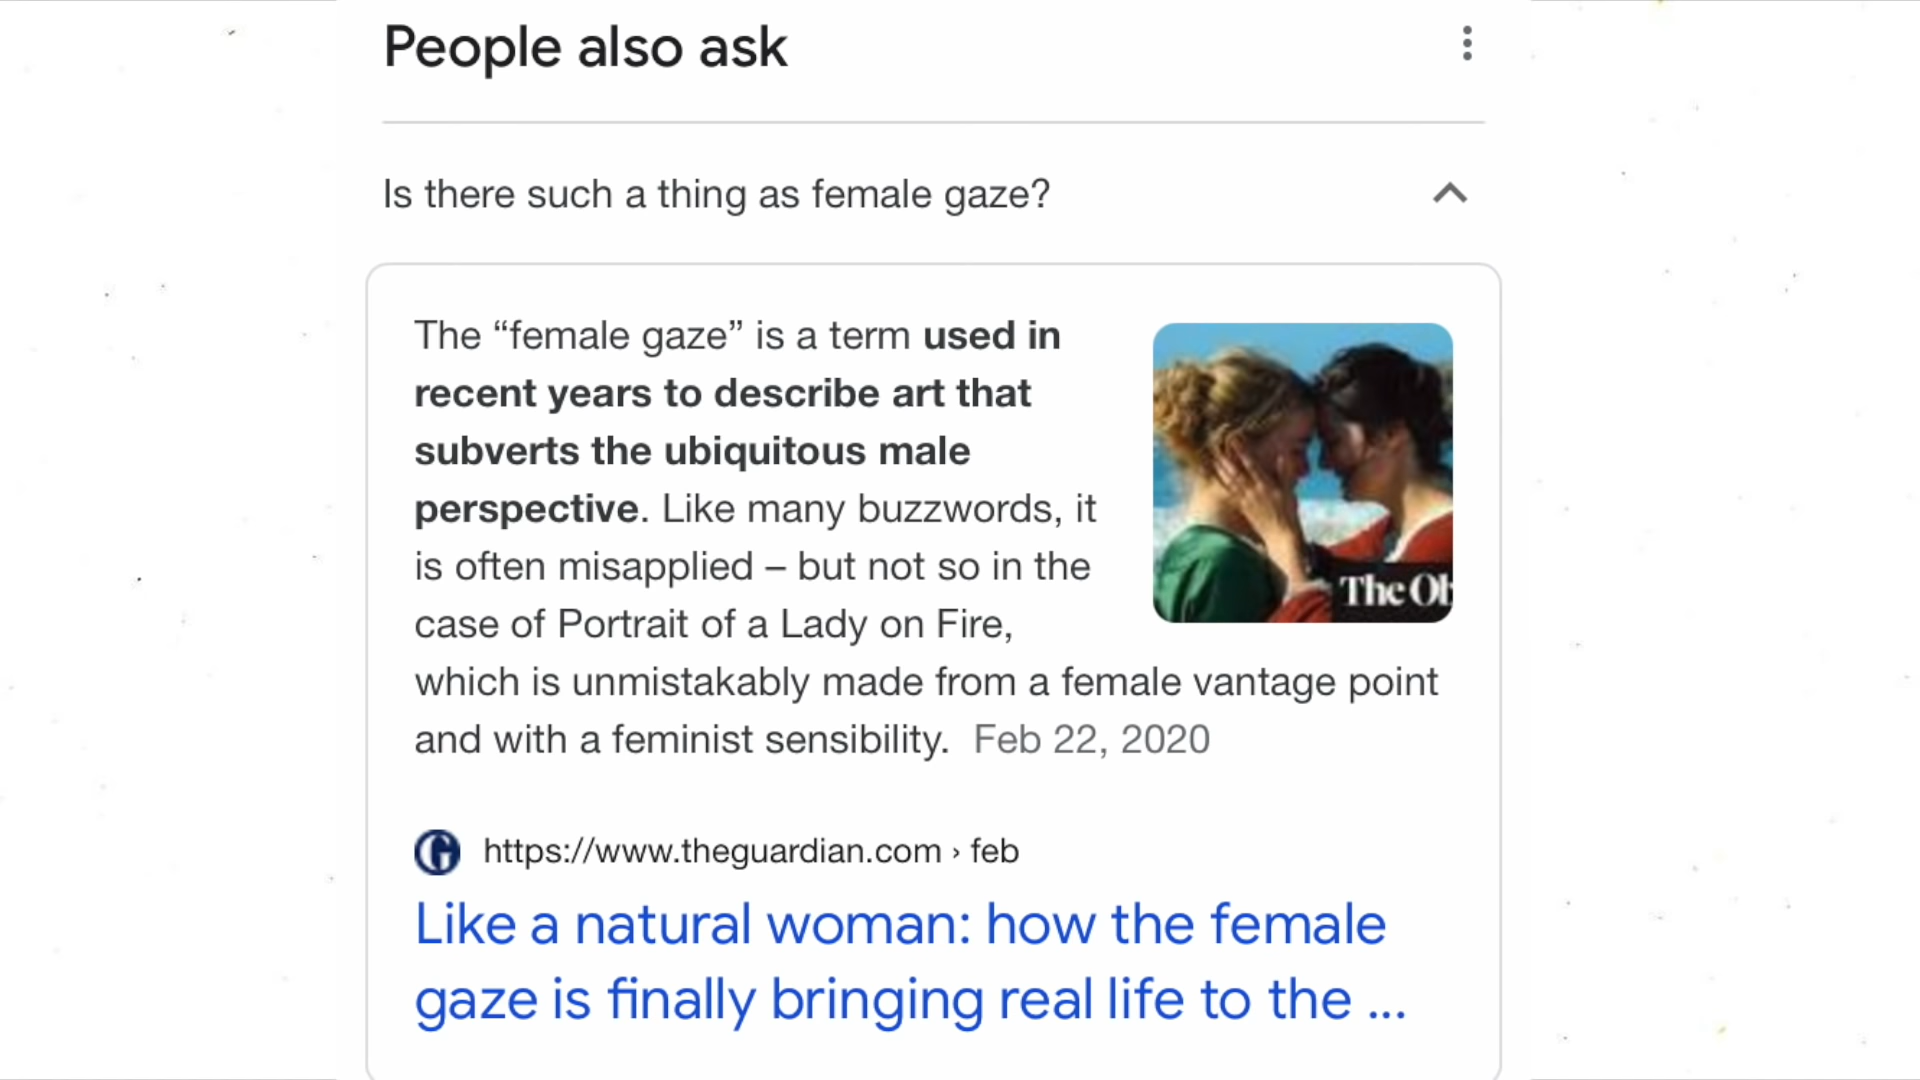 People also ask
Is there such a thing as female gaze?
The “female gaze” is a term used in
recent years to describe art that
subverts the ubiquitous male
perspective. Like many buzzwords, it
is often misapplied – but not so in the
case of Portrait of a Lady on Fire,
which is unmistakably made from a female vantage point
and with a feminist sensibility. Feb 22, 2020
The Ob
https://www.theguardian.com › feb
Like a natural woman: how the female
gaze is finally bringing real life to the ...